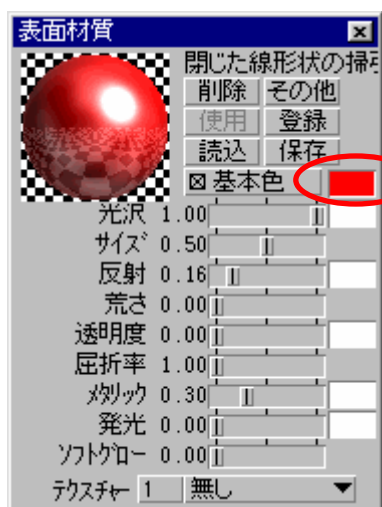 表面材質
閉じた線形状の掃
削除 その他
使用 登録
読込 保存
基本色
光沢 1.00
サイズ 0.50
反射 0.16
荒さ 0.00
透明度 0.00
屈折率 1.00
メタリック 0.30
発光 0.00
ソフトグロー 0.00
テクスチャー 1 無し